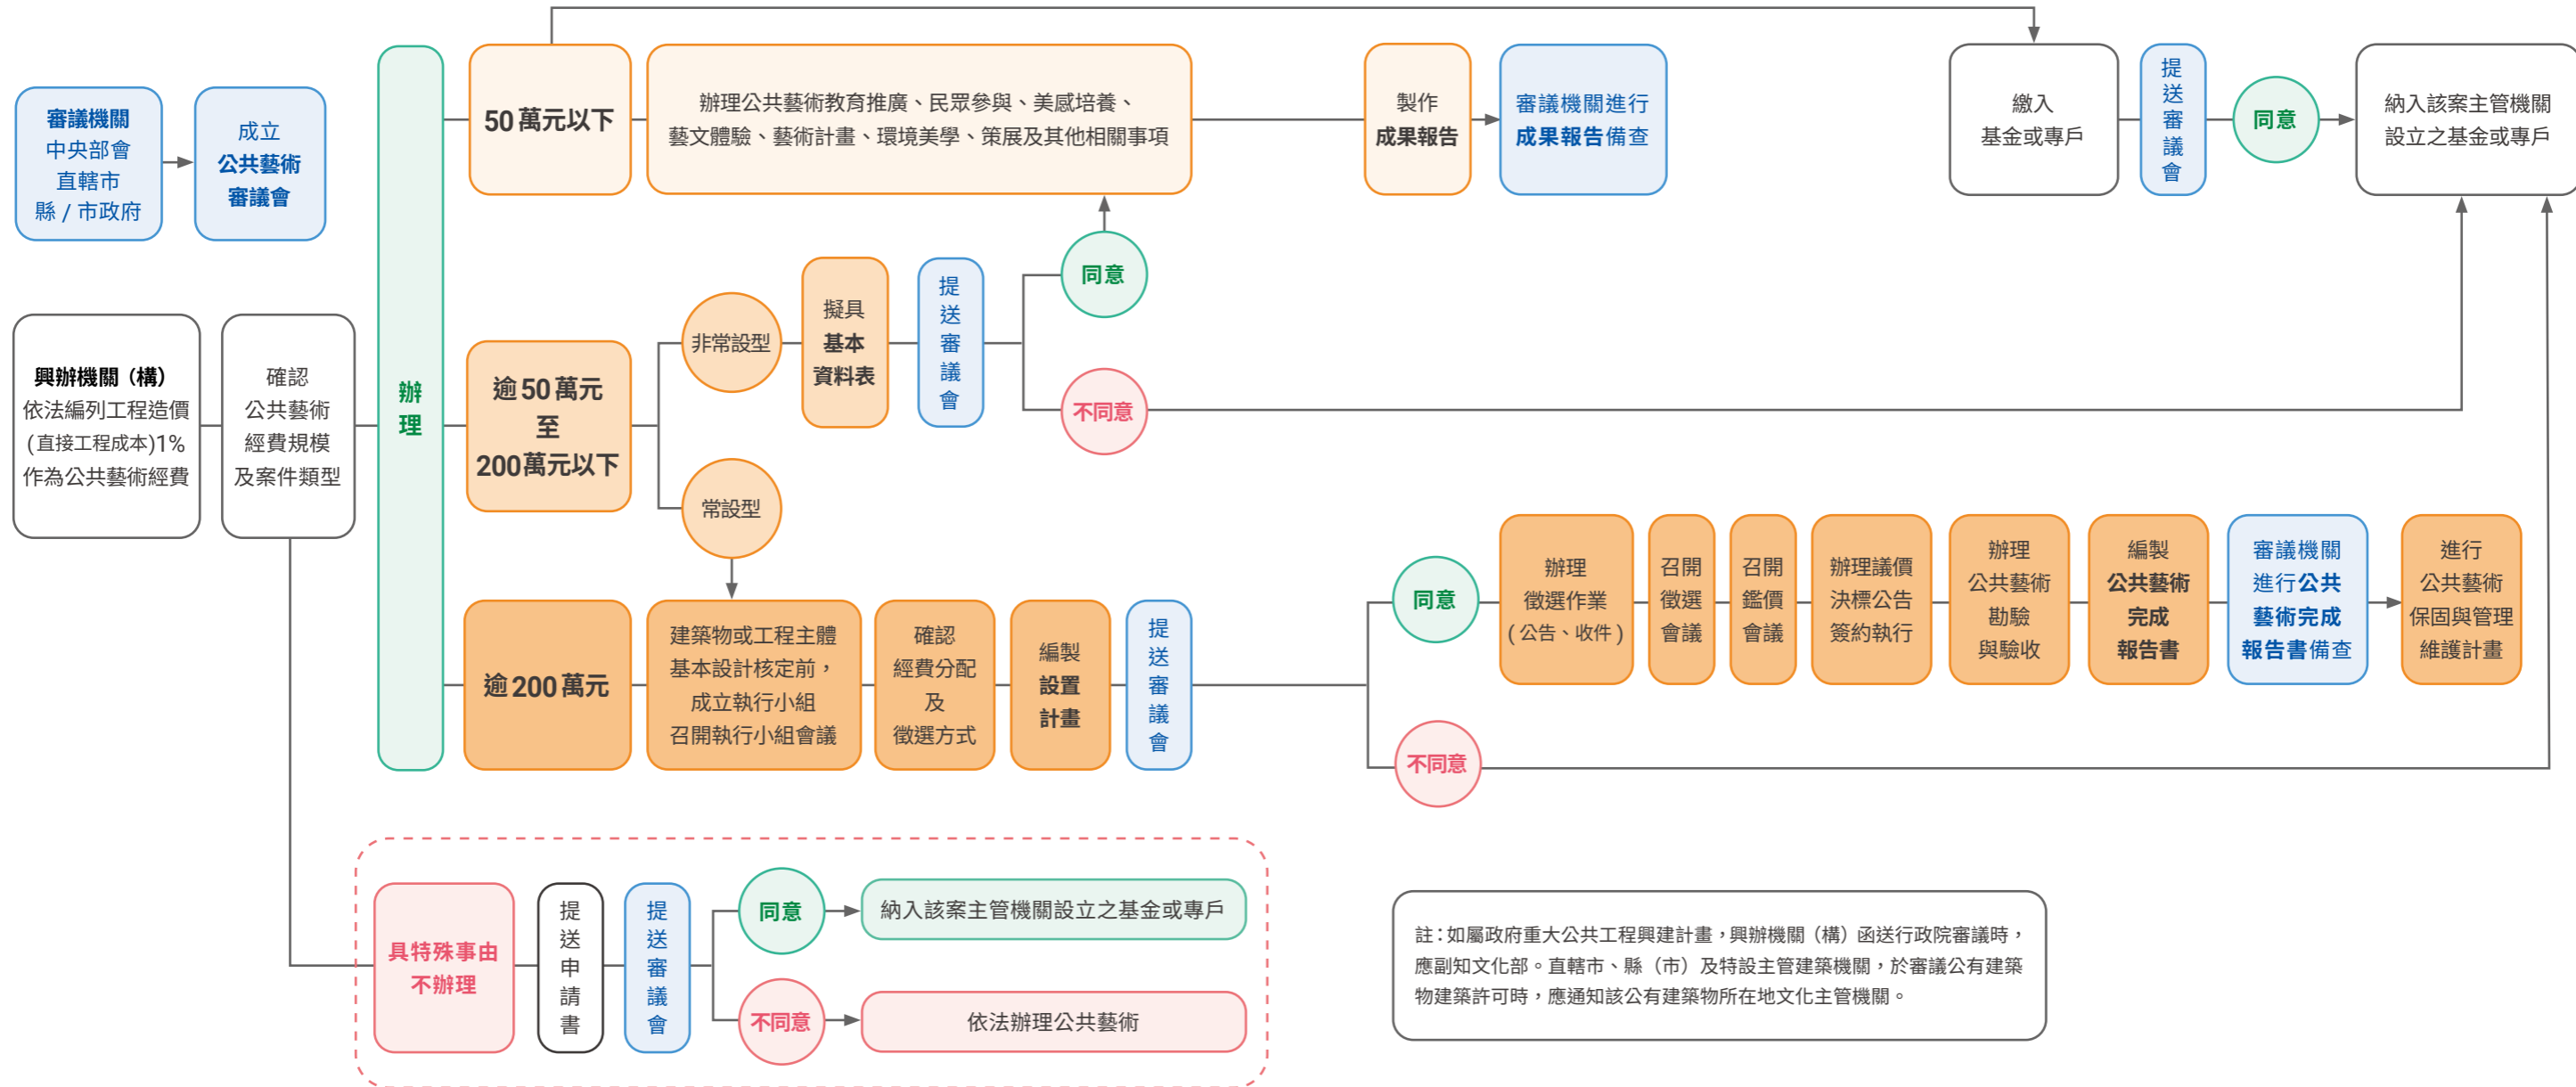 審議機關
中央部會
直轄市
縣 / 市政府
成立
公共藝術
審議會
興辦機關（構）
依法編列工程造價
(直接工程成本)1%
作為公共藝術經費
確認
公共藝術
經費規模
及案件類型
辦理
50萬元以下
辦理公共藝術教育推廣、民眾參與、美感培養、
藝文體驗、藝術計畫、環境美學、策展及其他相關事項
製作
成果報告
審議機關進行
成果報告備查
繳入
基金或專戶
提送審議會
同意
納入該案主管機關
設立之基金或專戶
逾50萬元
至
200萬元以下
非常設型
擬具
基本
資料表
提送審議會
同意
不同意
常設型
逾200萬元
建築物或工程主體
基本設計核定前，
成立執行小組
召開執行小組會議
確認
經費分配
及
徵選方式
編製
設置
計畫
提送審議會
同意
辦理
徵選作業
(公告、收件)
召開
徵選
會議
召開
鑑價
會議
辦理議價
決標公告
簽約執行
辦理
公共藝術
勘驗
與驗收
編製
公共藝術
完成
報告書
審議機關
進行公共
藝術完成
報告書備查
進行
公共藝術
保固與管理
維護計畫
不同意
具特殊事由
不辦理
提送申請書
提送審議會
同意
納入該案主管機關設立之基金或專戶
不同意
依法辦理公共藝術
註：如屬政府重大公共工程興建計畫，興辦機關（構）函送行政院審議時，
應副知文化部。直轄市、縣（市）及特設主管建築機關，於審議公有建築
物建築許可時，應通知該公有建築物所在地文化主管機關。